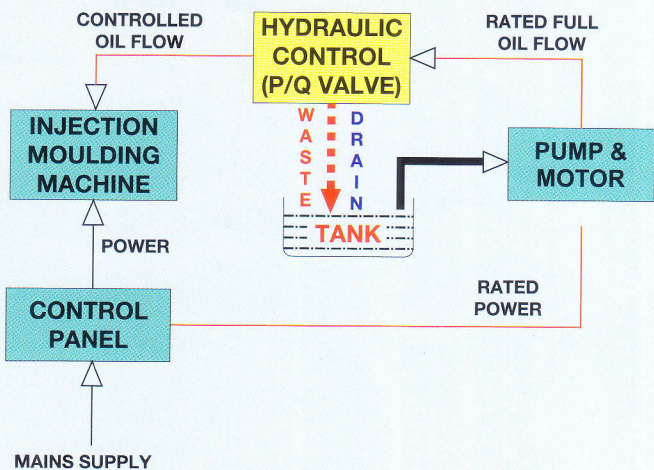 CONTROLLED
OIL FLOW
HYDRAULIC
CONTROL
(P/Q VALVE)
RATED FULL
OIL FLOW
INJECTION
MOULDING
MACHINE
WASTE
DRAIN
PUMP &
MOTOR
TANK
POWER
RATED
POWER
CONTROL
PANEL
MAINS SUPPLY